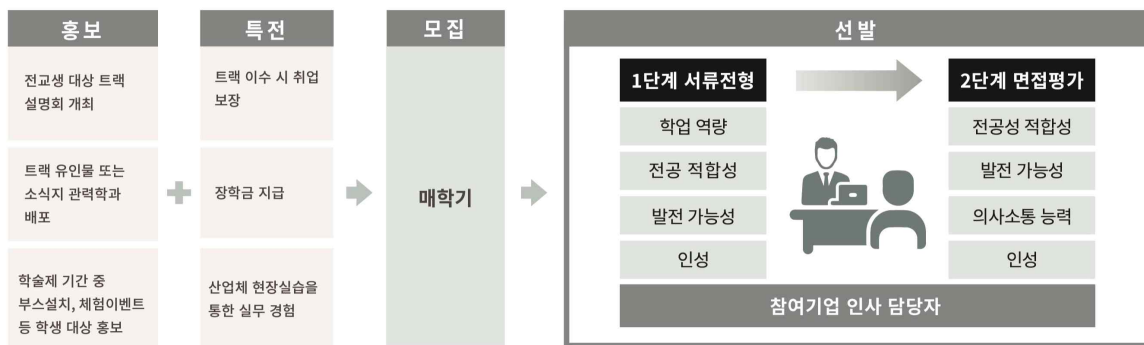 홍보
전교생 대상 트랙
설명회 개최
트랙 유인물 또는
소식지 관력학과
배포
학술제 기간 중
부스설치, 체험이벤트
등 학생 대상 홍보
특전
트랙 이수 시 취업
보장
장학금 지급
산업체 현장실습을
통한 실무 경험
모집
매학기
선발
1단계 서류전형
학업 역량
전공 적합성
발전 가능성
인성
2단계 면접평가
전공성 적합성
발전 가능성
의사소통 능력
인성
참여기업 인사 담당자